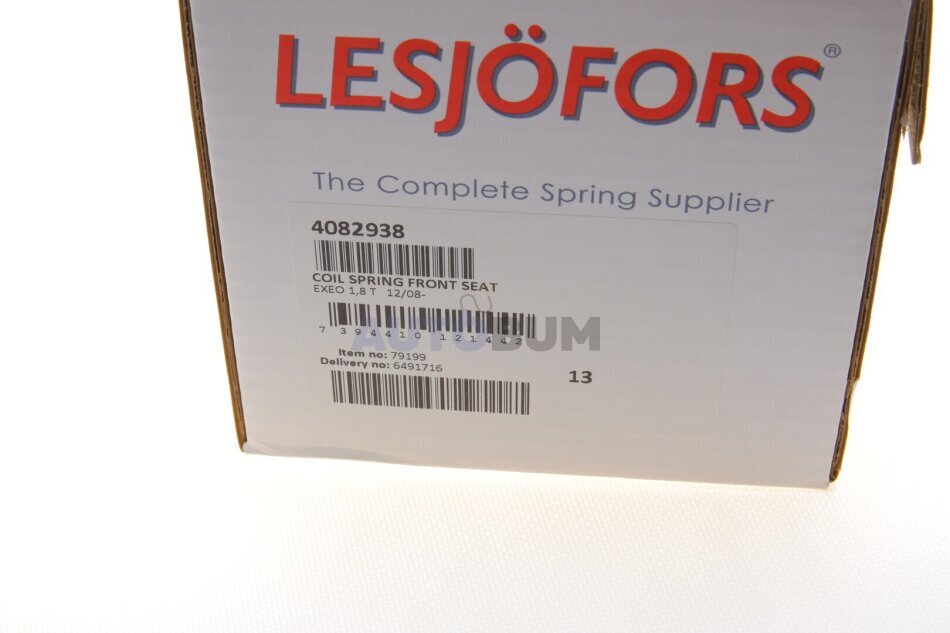 LESJÖFORS®
The Complete Spring Supplier
4082938
COIL SPRING FRONT SEAT
EXEO 1,8 T 12/08-
AUTOBUM
7 394410 121442
Item no: 79199
Delivery no: 6491716
13